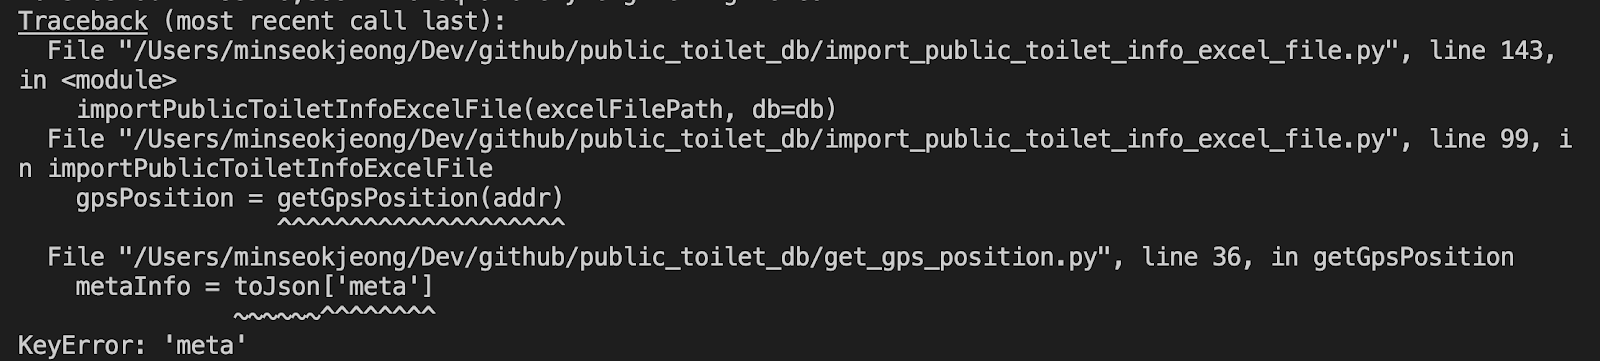 Traceback (most recent call last):
  File "/Users/minseokjeong/Dev/github/public_toilet_db/import_public_toilet_info_excel_file.py", line 143,
in <module>
    importPublicToiletInfoExcelFile(excelFilePath, db=db)
  File "/Users/minseokjeong/Dev/github/public_toilet_db/import_public_toilet_info_excel_file.py", line 99, i
n importPublicToiletInfoExcelFile
    gpsPosition = getGpsPosition(addr)
                  ^^^^^^^^^^^^^^^^^^^^
  File "/Users/minseokjeong/Dev/github/public_toilet_db/get_gps_position.py", line 36, in getGpsPosition
    metaInfo = toJson['meta']
               ~~~~~~^^^^^^^^
KeyError: 'meta'